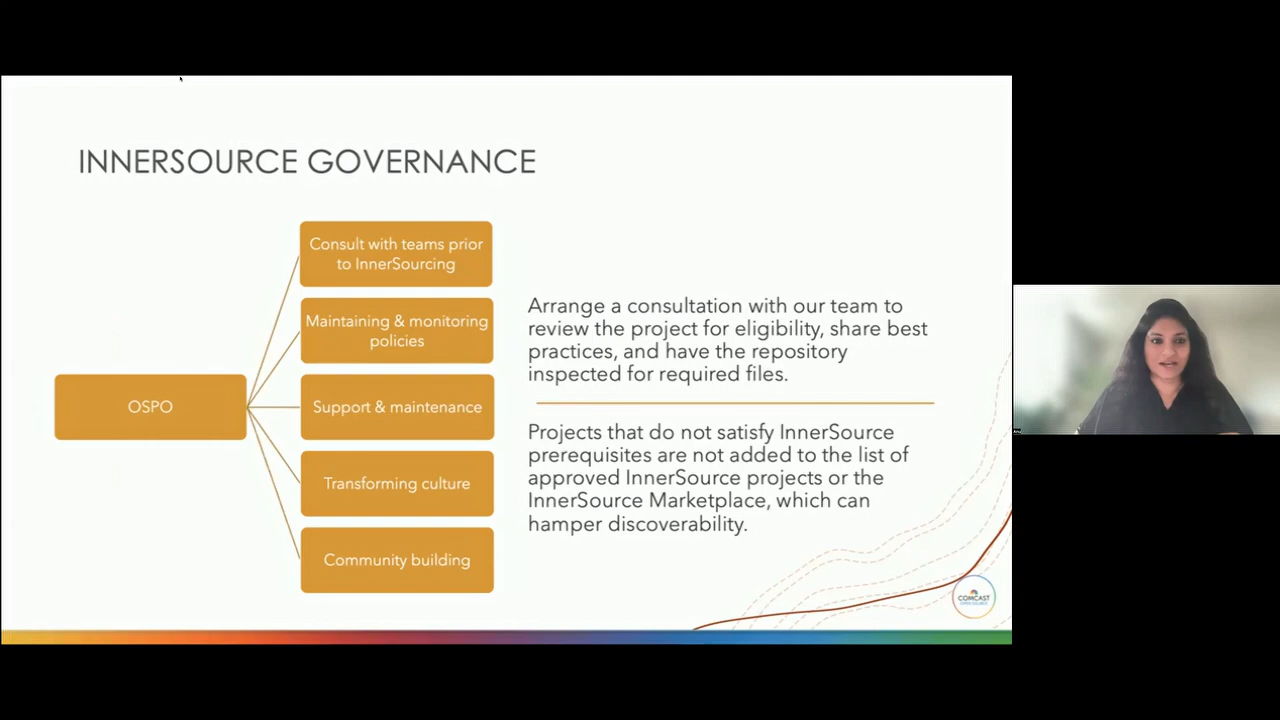 INNERSOURCE GOVERNANCE
OSPO
Consult with teams prior
to InnerSourcing
Maintaining & monitoring
policies
Support & maintenance
Transforming culture
Community building
Arrange a consultation with our team to
review the project for eligibility, share best
practices, and have the repository
inspected for required files.
Projects that do not satisfy InnerSource
prerequisites are not added to the list of
approved InnerSource projects or the
InnerSource Marketplace, which can
hamper discoverability.
COMCAST
OPEN SOURCE